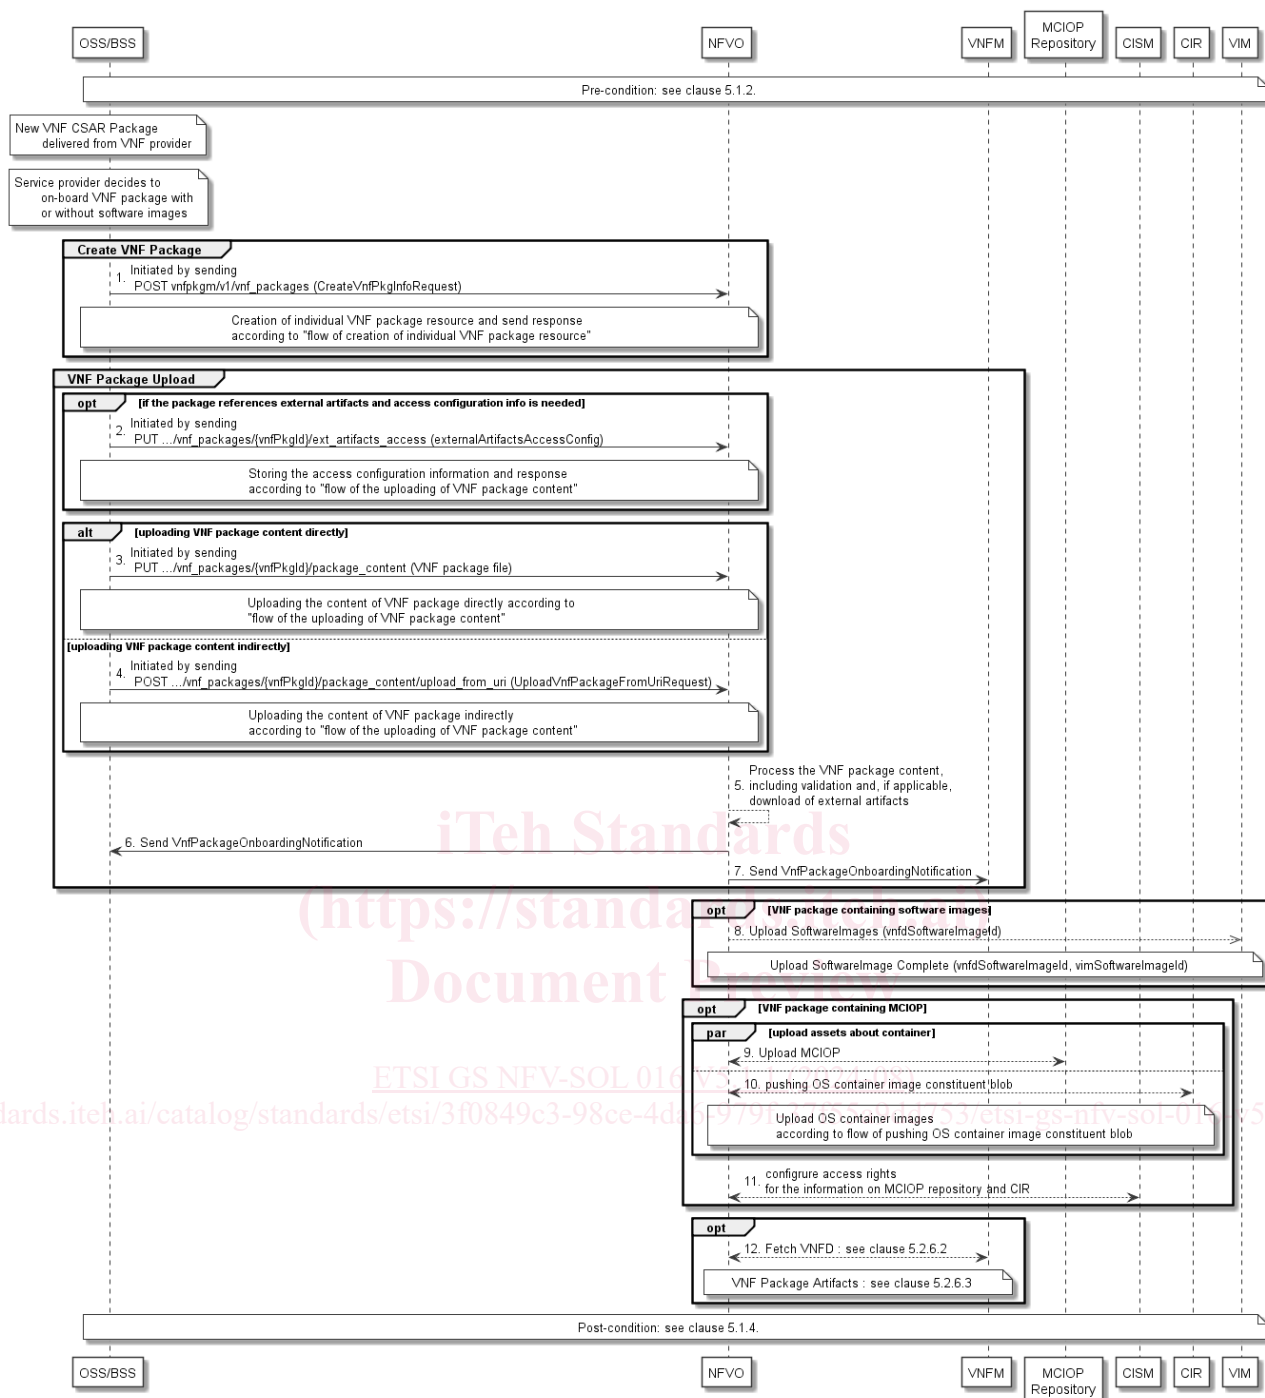 OSS/BSS
NFVO
VNFM
MCIOP
Repository
CISM
CIR
VIM
Pre-condition: see clause 5.1.2.
New VNF CSAR Package
delivered from VNF provider
Service provider decides to
on-board VNF package with
or without software images
Create VNF Package
1. Initiated by sending
POST vnfpkgm/v1/vnf_packages (CreateVnfPkgInfoRequest)
Creation of individual VNF package resource and send response
according to "flow of creation of individual VNF package resource"
VNF Package Upload
opt [if the package references external artifacts and access configuration info is needed]
2. Initiated by sending
PUT .../vnf_packages/{vnfPkgId}/ext_artifacts_access (externalArtifactsAccessConfig)
Storing the access configuration information and response
according to "flow of the uploading of VNF package content"
alt [uploading VNF package content directly]
3. Initiated by sending
PUT .../vnf_packages/{vnfPkgId}/package_content (VNF package file)
Uploading the content of VNF package directly according to
"flow of the uploading of VNF package content"
[uploading VNF package content indirectly]
4. Initiated by sending
POST .../vnf_packages/{vnfPkgId}/package_content/upload_from_uri (UploadVnfPackageFromUriRequest)
Uploading the content of VNF package indirectly
according to "flow of the uploading of VNF package content"
Process the VNF package content,
5. including validation and, if applicable,
download of external artifacts
iTeh Standards
6. Send VnfPackageOnboardingNotification
7. Send VnfPackageOnboardingNotification
(https://standards.iteh.ai)
opt [VNF package containing software images]
8. Upload SoftwareImages (vnfdSoftwareImageId)
Upload SoftwareImage Complete (vnfdSoftwareImageId, vimSoftwareImageId)
Document Preview
opt [VNF package containing MCIOP]
par [upload assets about container]
9. Upload MCIOP
ETSI GS NFV-SOL 016 V5.1.1 (2024-08)
10. pushing OS container image constituent blob
Upload OS container images
according to flow of pushing OS container image constituent blob
11. configrure access rights
for the information on MCIOP repository and CIR
opt
12. Fetch VNFD : see clause 5.2.6.2
VNF Package Artifacts : see clause 5.2.6.3
Post-condition: see clause 5.1.4.
OSS/BSS
NFVO
VNFM
MCIOP
Repository
CISM
CIR
VIM